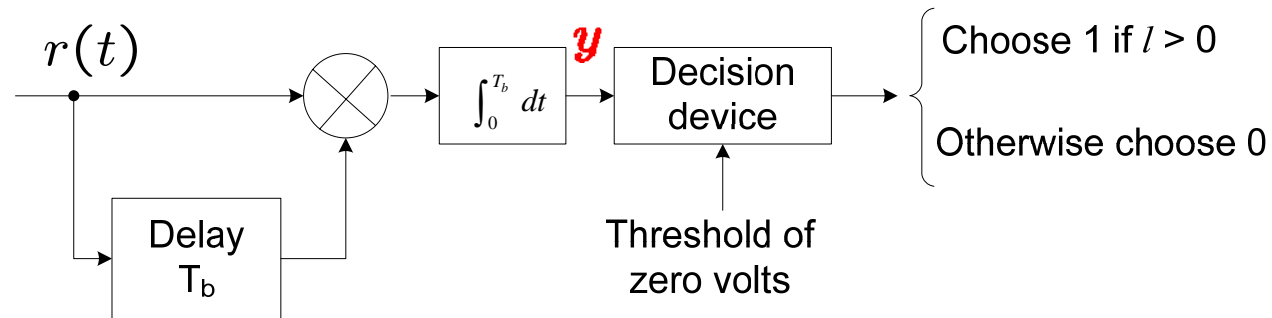 r(t)
y
∫₀^{T_b} dt
Decision
device
Choose 1 if l > 0
Otherwise choose 0
Delay
T_b
Threshold of
zero volts